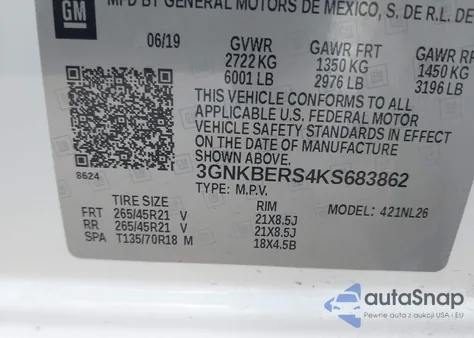 GM
MFD BY GENERAL MOTORS DE MEXICO, S. DE R.L. DE
06/19 GVWR GAWR FRT GAWR RR
2722 KG 1350 KG 1450 KG
6001 LB 2976 LB 3196 LB
THIS VEHICLE CONFORMS TO ALL
APPLICABLE U.S. FEDERAL MOTOR
VEHICLE SAFETY STANDARDS IN EFFECT
ON THE DATE OF MANUFACTURE
SHOWN ABOVE.
8624 3GNKBERS4KS683862
TYPE: M.P.V.
TIRE SIZE RIM MODEL: 421NL26
FRT 265/45R21 V 21X8.5J
RR 265/45R21 V 21X8.5J
SPA T135/70R18 M 18X4.5B
autoSnap
Pewne auta z aukcji USA i EU